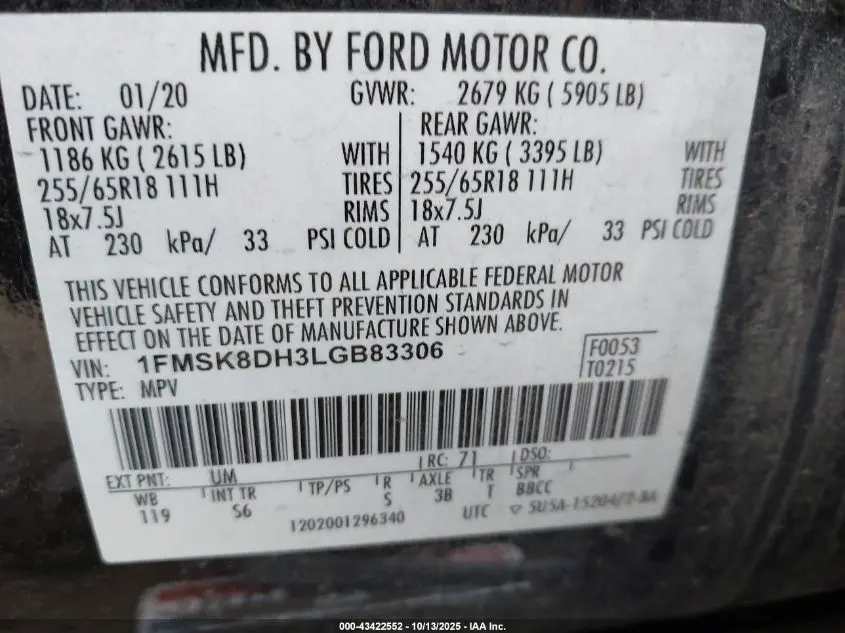 MFD. BY FORD MOTOR CO.
DATE: 01/20 GVWR: 2679 KG ( 5905 LB)
FRONT GAWR: REAR GAWR:
1186 KG ( 2615 LB) WITH 1540 KG ( 3395 LB) WITH
255/65R18 111H TIRES 255/65R18 111H TIRES
18x7.5J RIMS 18x7.5J RIMS
AT 230 kPa/ 33 PSI COLD AT 230 kPa/ 33 PSI COLD
THIS VEHICLE CONFORMS TO ALL APPLICABLE FEDERAL MOTOR
VEHICLE SAFETY AND THEFT PREVENTION STANDARDS IN
EFFECT ON THE DATE OF MANUFACTURE SHOWN ABOVE.
VIN: 1FMSK8DH3LGB83306 F0053
TYPE: MPV T0215
EXT PNT: UM RC: 71 DSO:
WB INT TR TP/PS R AXLE TR SPR
119 S6 S 3B T BBCC
1202001296340 UTC
000-43422552 - 10/13/2025 - IAA Inc.